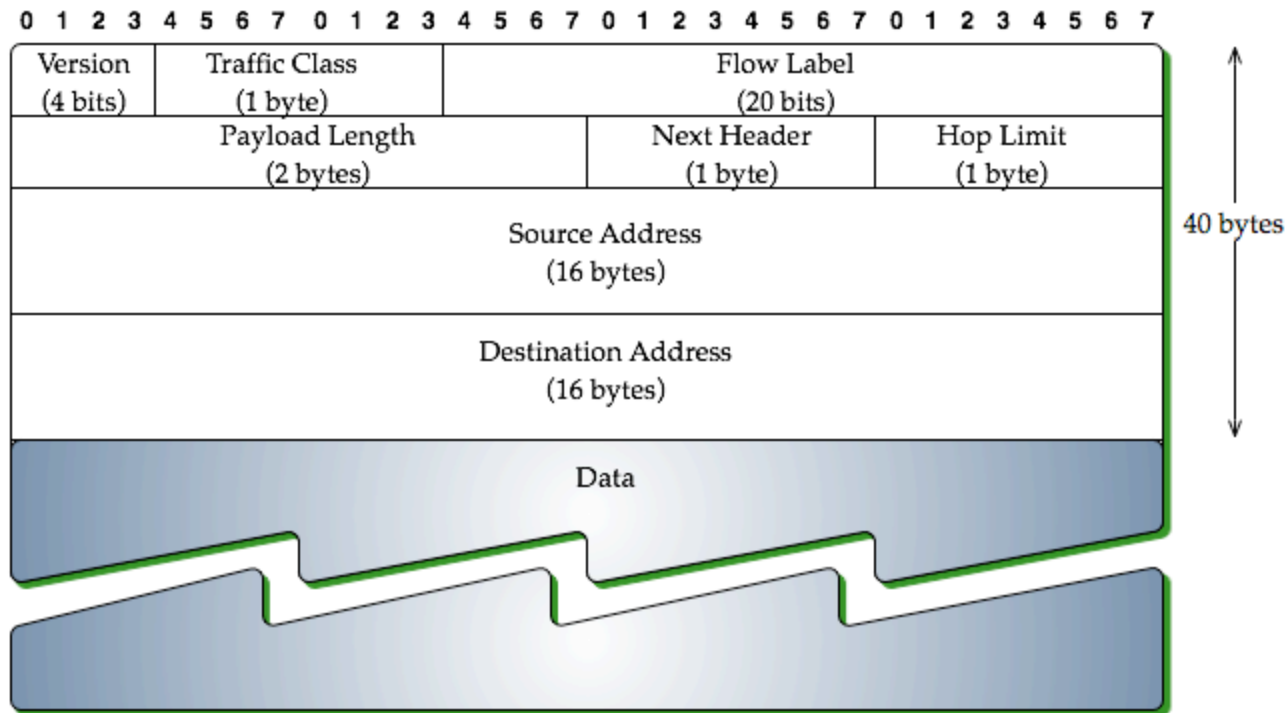 0 1 2 3 4 5 6 7 0 1 2 3 4 5 6 7 0 1 2 3 4 5 6 7 0 1 2 3 4 5 6 7
Version
(4 bits)
Traffic Class
(1 byte)
Flow Label
(20 bits)
Payload Length
(2 bytes)
Next Header
(1 byte)
Hop Limit
(1 byte)
40 bytes
Source Address
(16 bytes)
Destination Address
(16 bytes)
Data